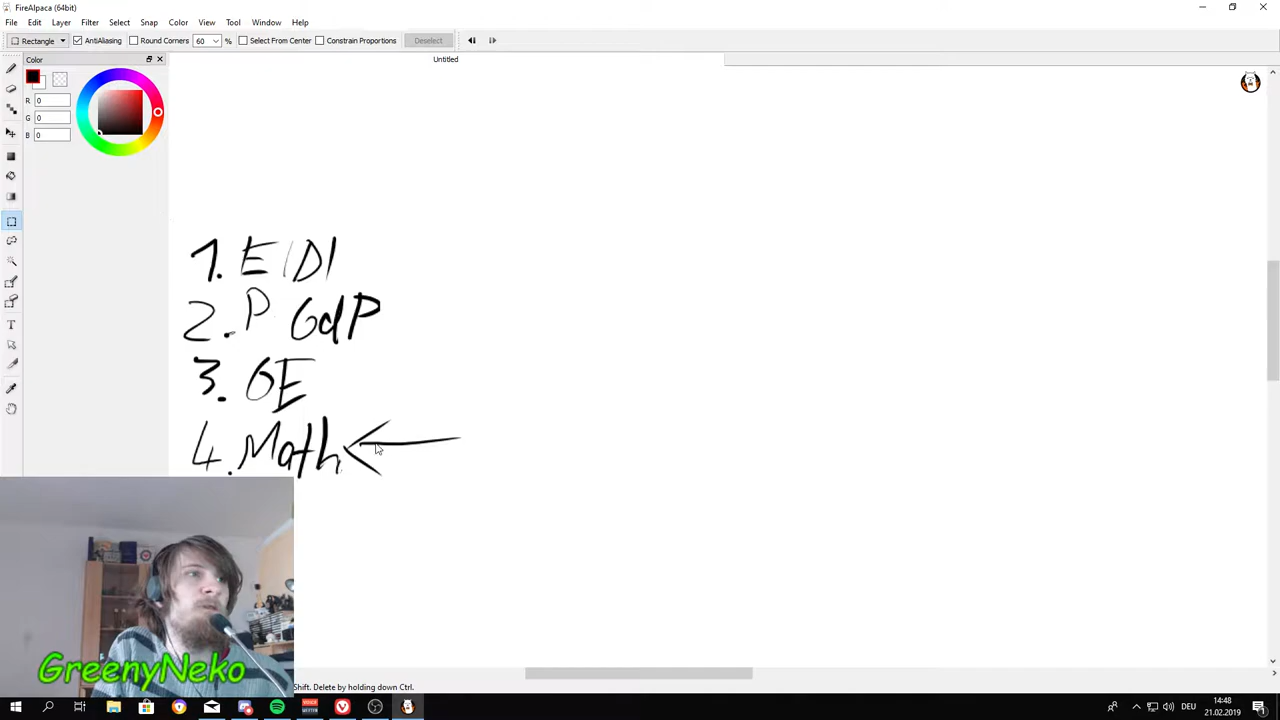 FireAlpaca (64bit)
File Edit Layer Filter Select Snap Color View Tool Window Help
Rectangle AntiAliasing Round Corners 60 % Select From Center Constrain Proportions Deselect
Color
Untitled
R 0
G 0
B 0
1. EIDI
2. P GdP
3. GE
4. Math
GreenyNeko
Shift. Delete by holding down Ctrl.
DEU 14:48
21.02.2019